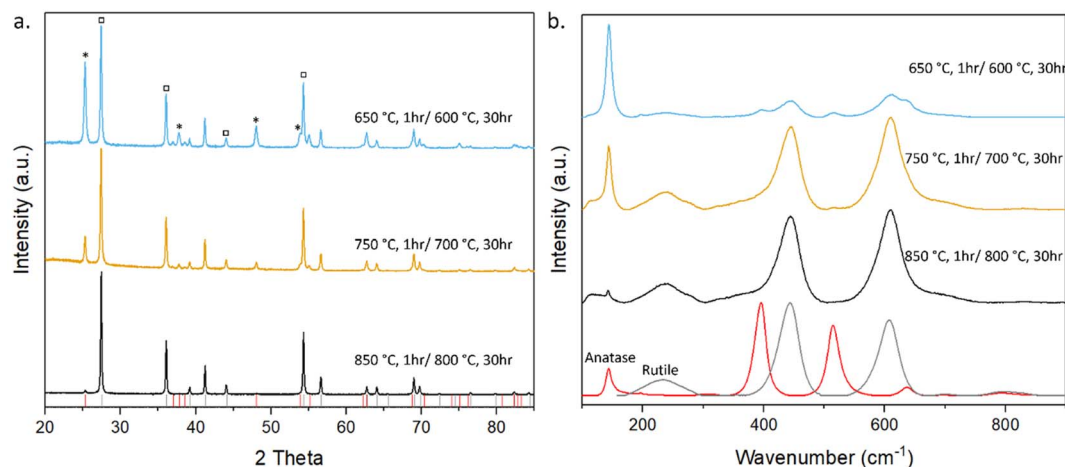 a.
Intensity (a.u.)
*
□
□
*
□
*
*
□
650 °C, 1hr/ 600 °C, 30hr
750 °C, 1hr/ 700 °C, 30hr
850 °C, 1hr/ 800 °C, 30hr
20 30 40 50 60 70 80
2 Theta
b.
Intensity (a.u.)
650 °C, 1hr/ 600 °C, 30hr
750 °C, 1hr/ 700 °C, 30hr
850 °C, 1hr/ 800 °C, 30hr
Anatase
Rutile
200 400 600 800
Wavenumber (cm⁻¹)